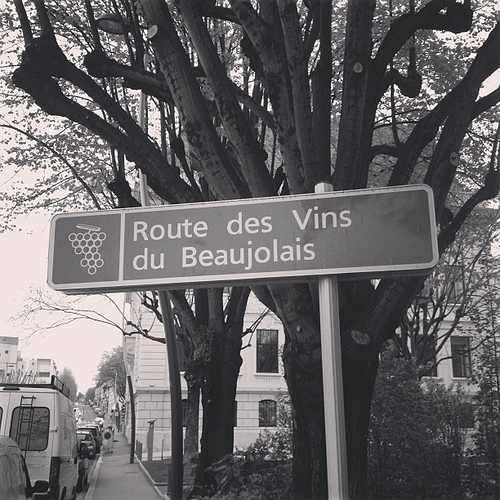 Route des Vins
du Beaujolais